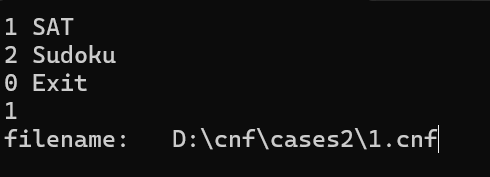 1 SAT
2 Sudoku
0 Exit
1
filename:   D:\cnf\cases2\1.cnf